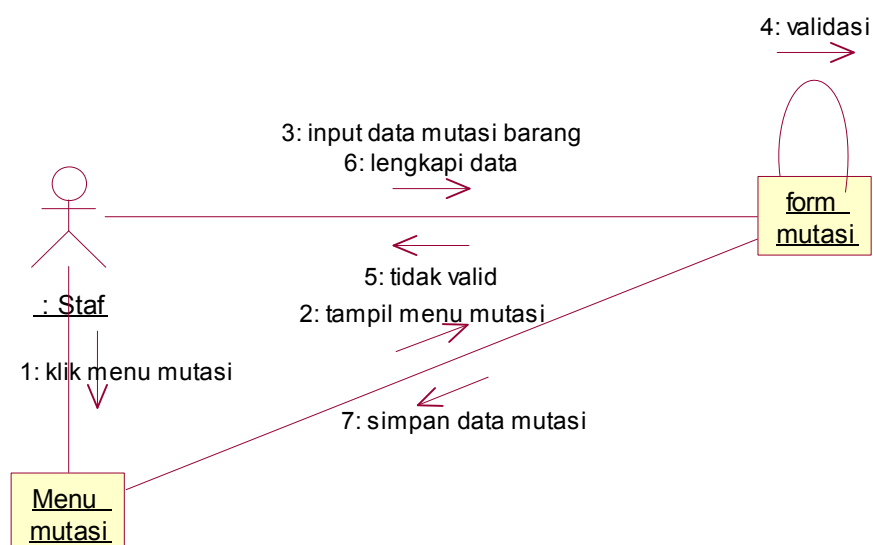 4: validasi
3: input data mutasi barang
6: lengkapi data
form
mutasi
5: tidak valid
: Staf
2: tampil menu mutasi
1: klik menu mutasi
7: simpan data mutasi
Menu
mutasi